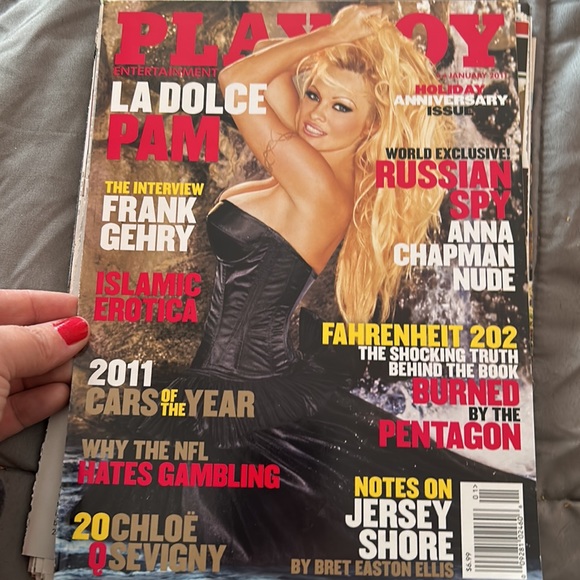 PLAYBOY
ENTERTAINMENT
JANUARY 2011
HOLIDAY
ANNIVERSARY
ISSUE
LA DOLCE
PAM
WORLD EXCLUSIVE!
RUSSIAN
SPY
ANNA
CHAPMAN
NUDE
THE INTERVIEW
FRANK
GEHRY
ISLAMIC
EROTICA
FAHRENHEIT 202
THE SHOCKING TRUTH
BEHIND THE BOOK
BURNED
BY THE
PENTAGON
2011
CARS OF THE YEAR
WHY THE NFL
HATES GAMBLING
NOTES ON
JERSEY
SHORE
BY BRET EASTON ELLIS
20 CHLOË
Q SEVIGNY
$6.99
01